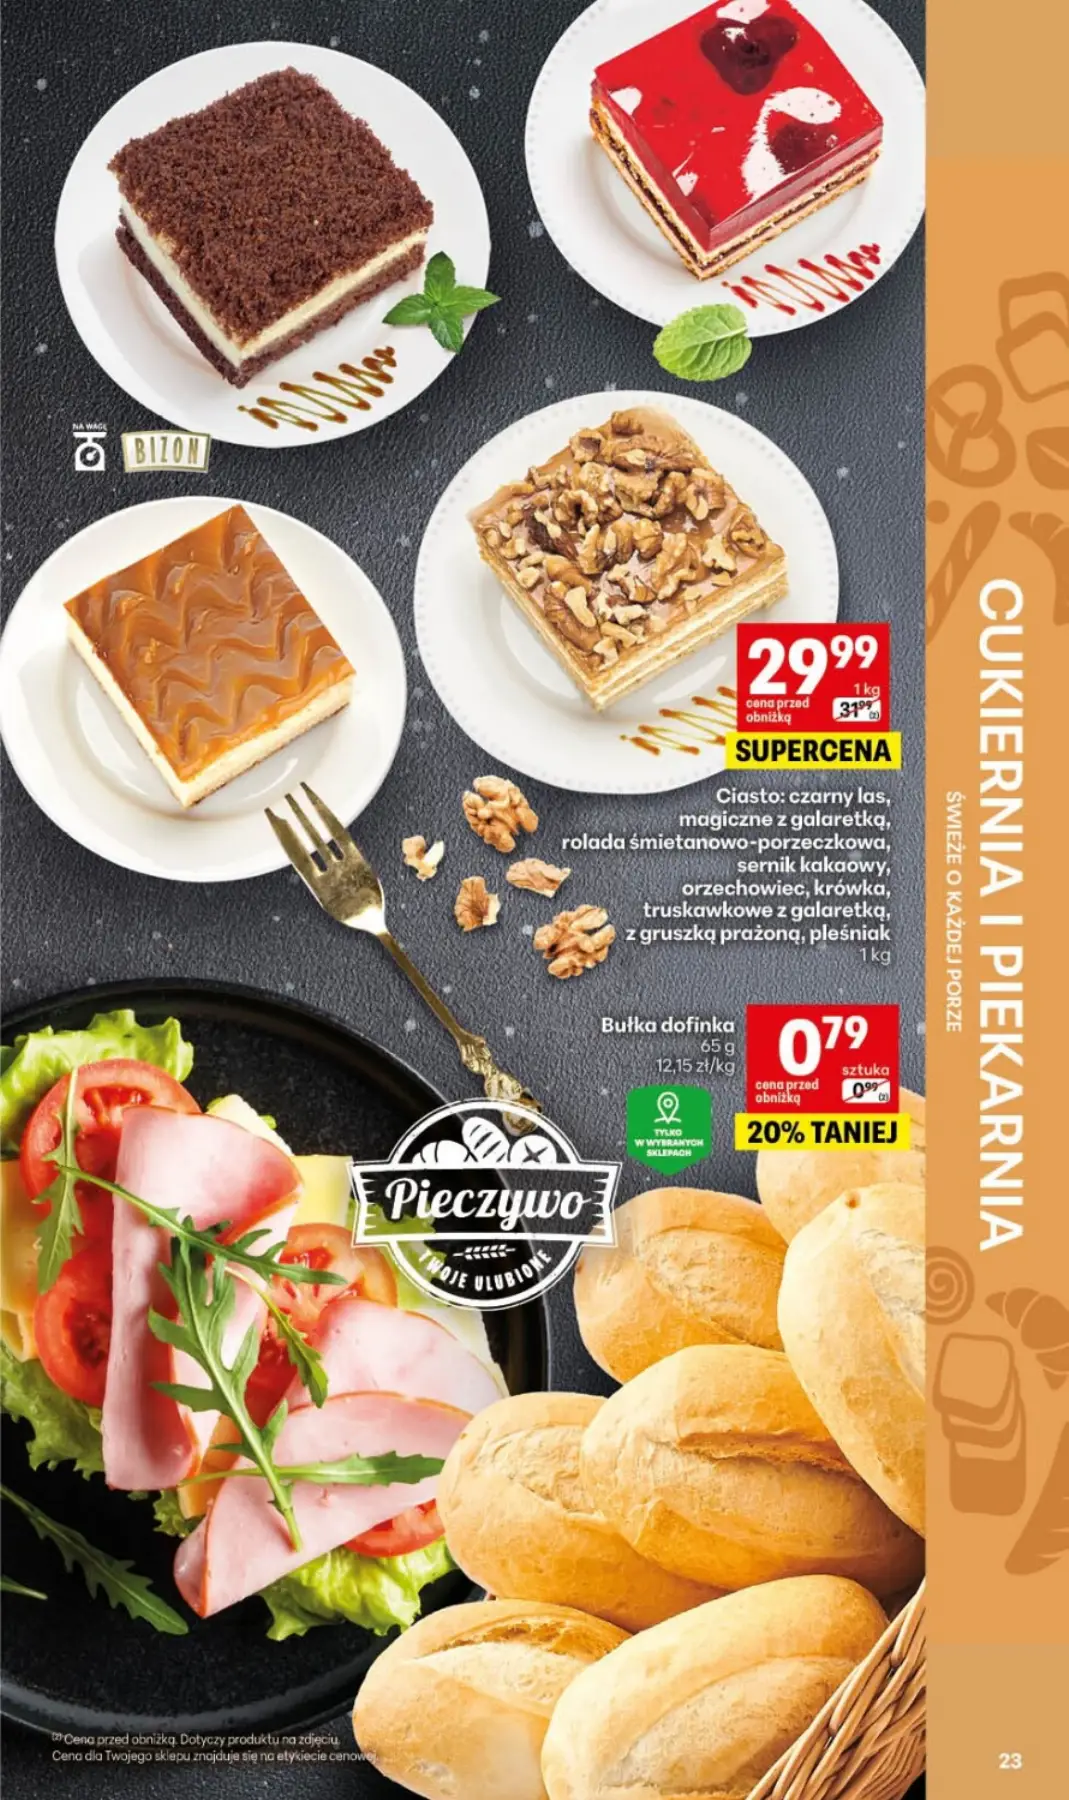 NA WAGĘ
BIZON
29 99
1 kg
cena przed
obniżką
31 99 (2)
SUPERCENA
Ciasto: czarny las,
magiczne z galaretką,
rolada śmietanowo-porzeczkowa,
sernik kakaowy,
orzechowiec, krówka,
truskawkowe z galaretką,
z gruszką prażoną, pleśniak
1 kg
Bułka dofinka
65 g
12,15 zł/kg
0 79
sztuka
cena przed
obniżką
0 99 (2)
20% TANIEJ
TYLKO
W WYBRANYCH
SKLEPACH
Pieczywo
TWOJE ULUBIONE
CUKIERNIA I PIEKARNIA
ŚWIEŻE O KAŻDEJ PORZE
(2) Cena przed obniżką. Dotyczy produktu na zdjęciu.
Cena dla Twojego sklepu znajduje się na etykiecie cenowej.
23